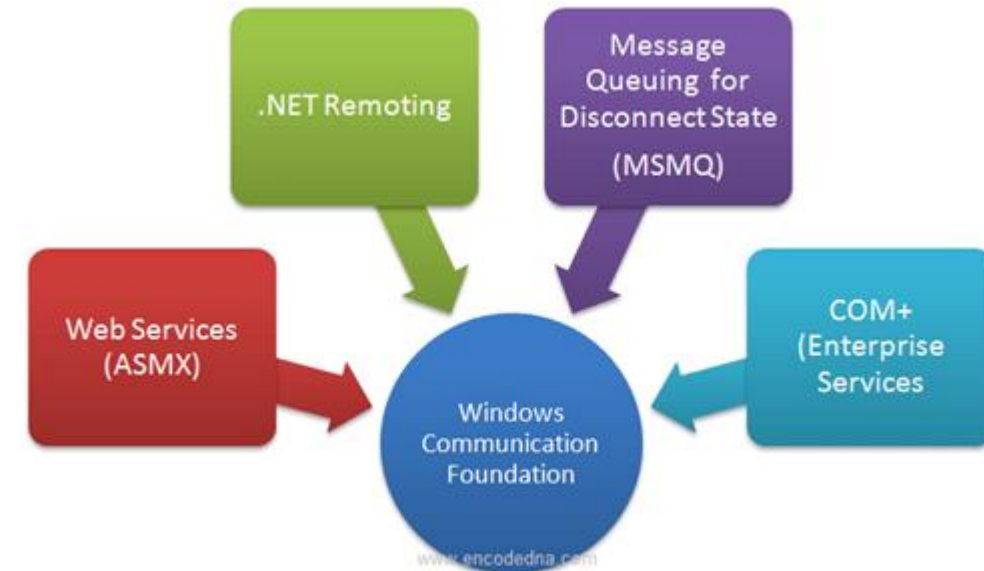 .NET Remoting
Message
Queuing for
Disconnect State
(MSMQ)
Web Services
(ASMX)
COM+
(Enterprise
Services
Windows
Communication
Foundation
www.encodedna.com